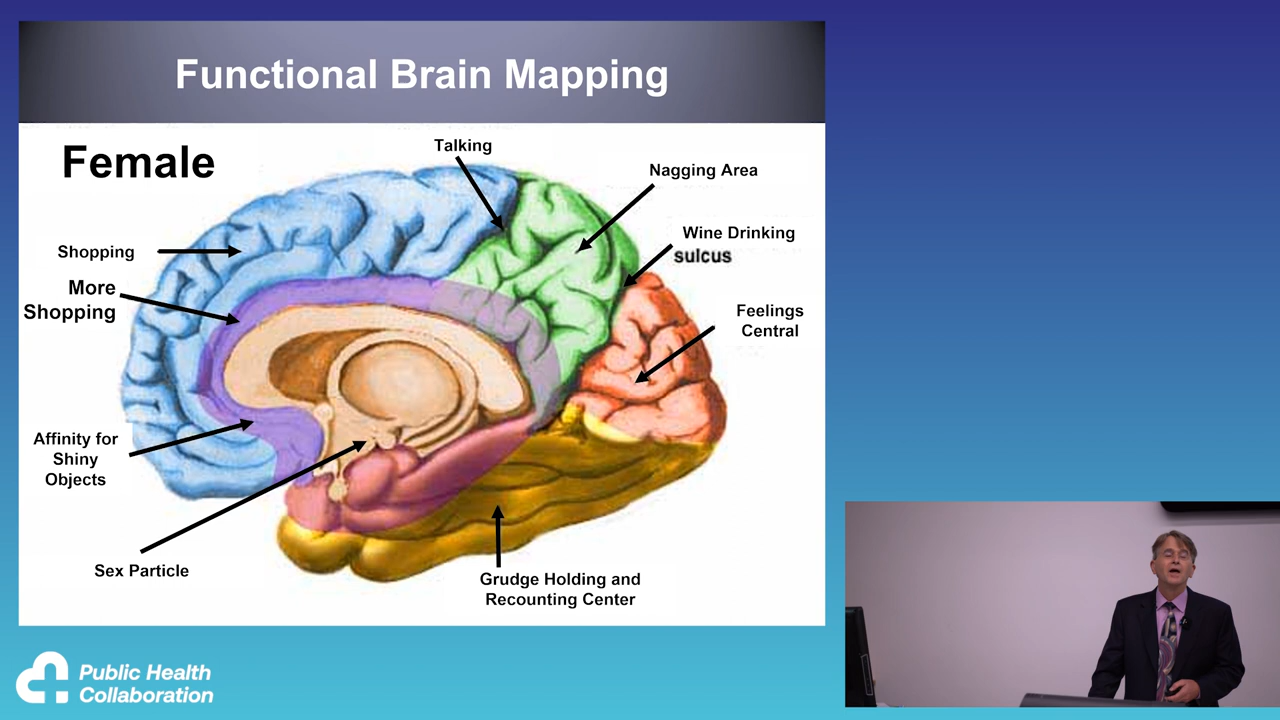 Functional Brain Mapping
Female
Talking
Nagging Area
Wine Drinking
sulcus
Shopping
More
Shopping
Feelings
Central
Affinity for
Shiny
Objects
Sex Particle
Grudge Holding and
Recounting Center
Public Health
Collaboration